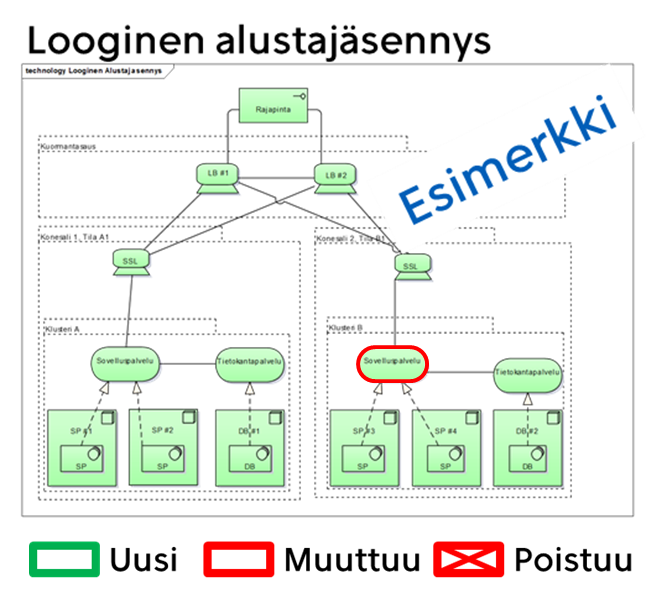 Looginen alustajäsennys
technology Looginen Alustajasennys
Rajapinta
Esimerkki
Kuormantasaus
LB #1
LB #2
Konesali 1, Tila A1
Konesali 2, Tila B1
SSL
SSL
Klusteri A
Klusteri B
Sovelluspalvelu
Tietokantapalvelu
Sovelluspalvelu
Tietokantapalvelu
SP #1
SP #2
DB #1
SP #3
SP #4
DB #2
SP
SP
DB
SP
SP
DB
Uusi
Muuttuu
Poistuu